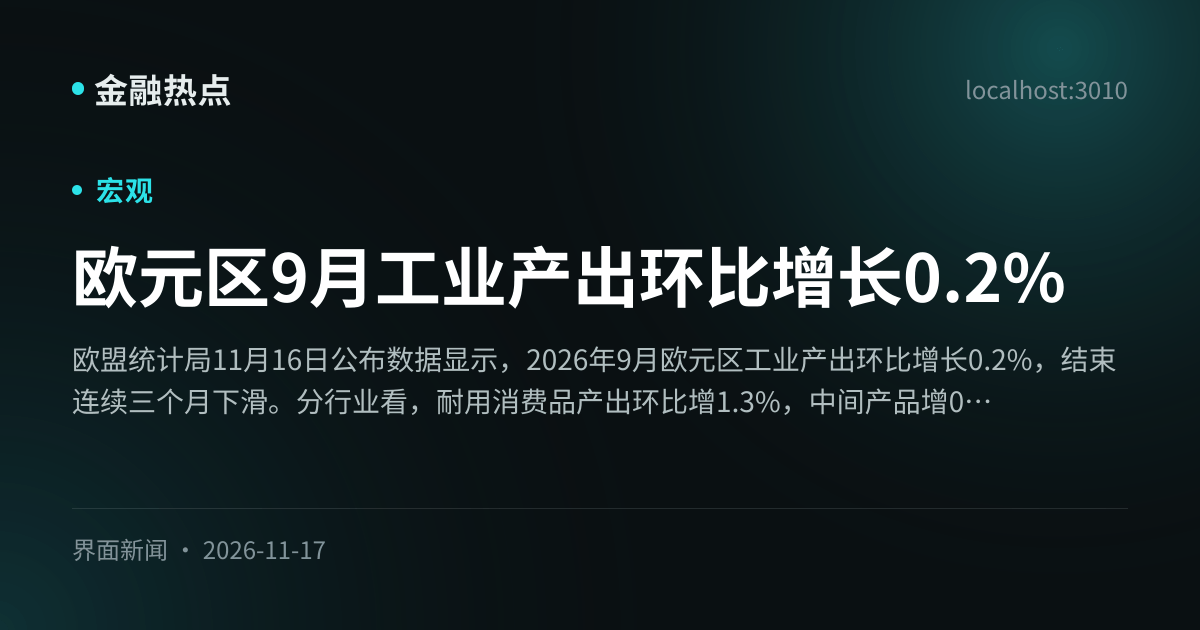 金融热点
localhost:3010
宏观
欧元区9月工业产出环比增长0.2%
欧盟统计局11月16日公布数据显示，2026年9月欧元区工业产出环比增长0.2%，结束
连续三个月下滑。分行业看，耐用消费品产出环比增1.3%，中间产品增0…
界面新闻 · 2026-11-17